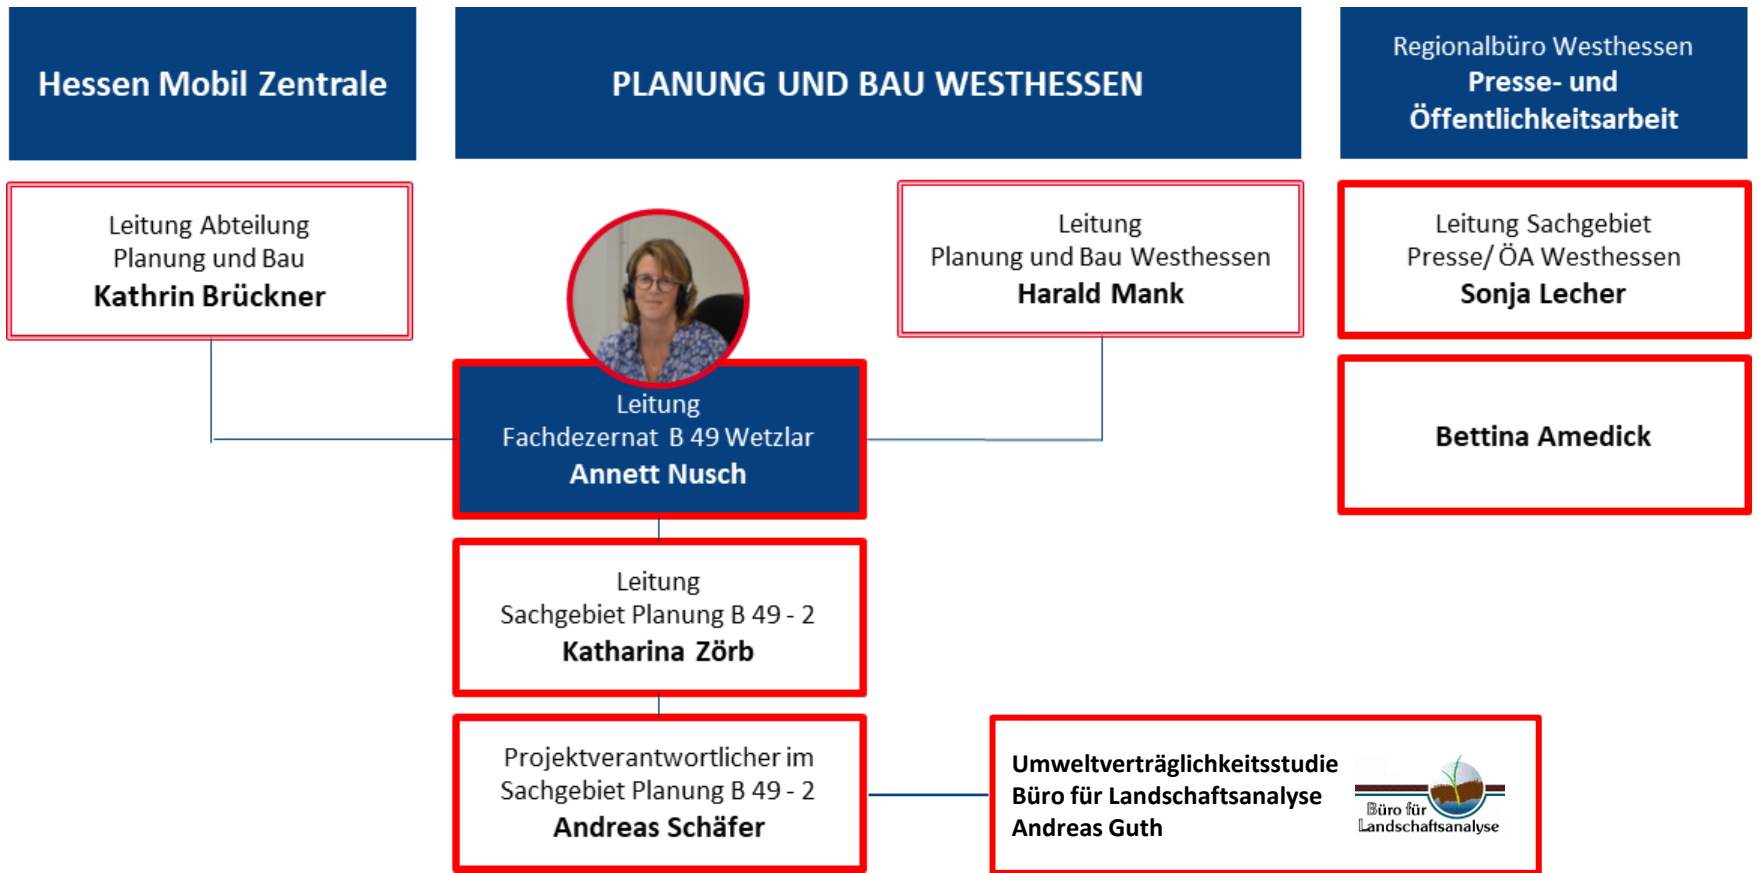 Hessen Mobil Zentrale
PLANUNG UND BAU WESTHESSEN
Regionalbüro Westhessen
Presse- und
Öffentlichkeitsarbeit
Leitung Abteilung
Planung und Bau
Kathrin Brückner
Leitung
Planung und Bau Westhessen
Harald Mank
Leitung Sachgebiet
Presse/ ÖA Westhessen
Sonja Lecher
Leitung
Fachdezernat B 49 Wetzlar
Annett Nusch
Bettina Amedick
Leitung
Sachgebiet Planung B 49 - 2
Katharina Zörb
Projektverantwortlicher im
Sachgebiet Planung B 49 - 2
Andreas Schäfer
Umweltverträglichkeitsstudie
Büro für Landschaftsanalyse
Andreas Guth
Büro für
Landschaftsanalyse